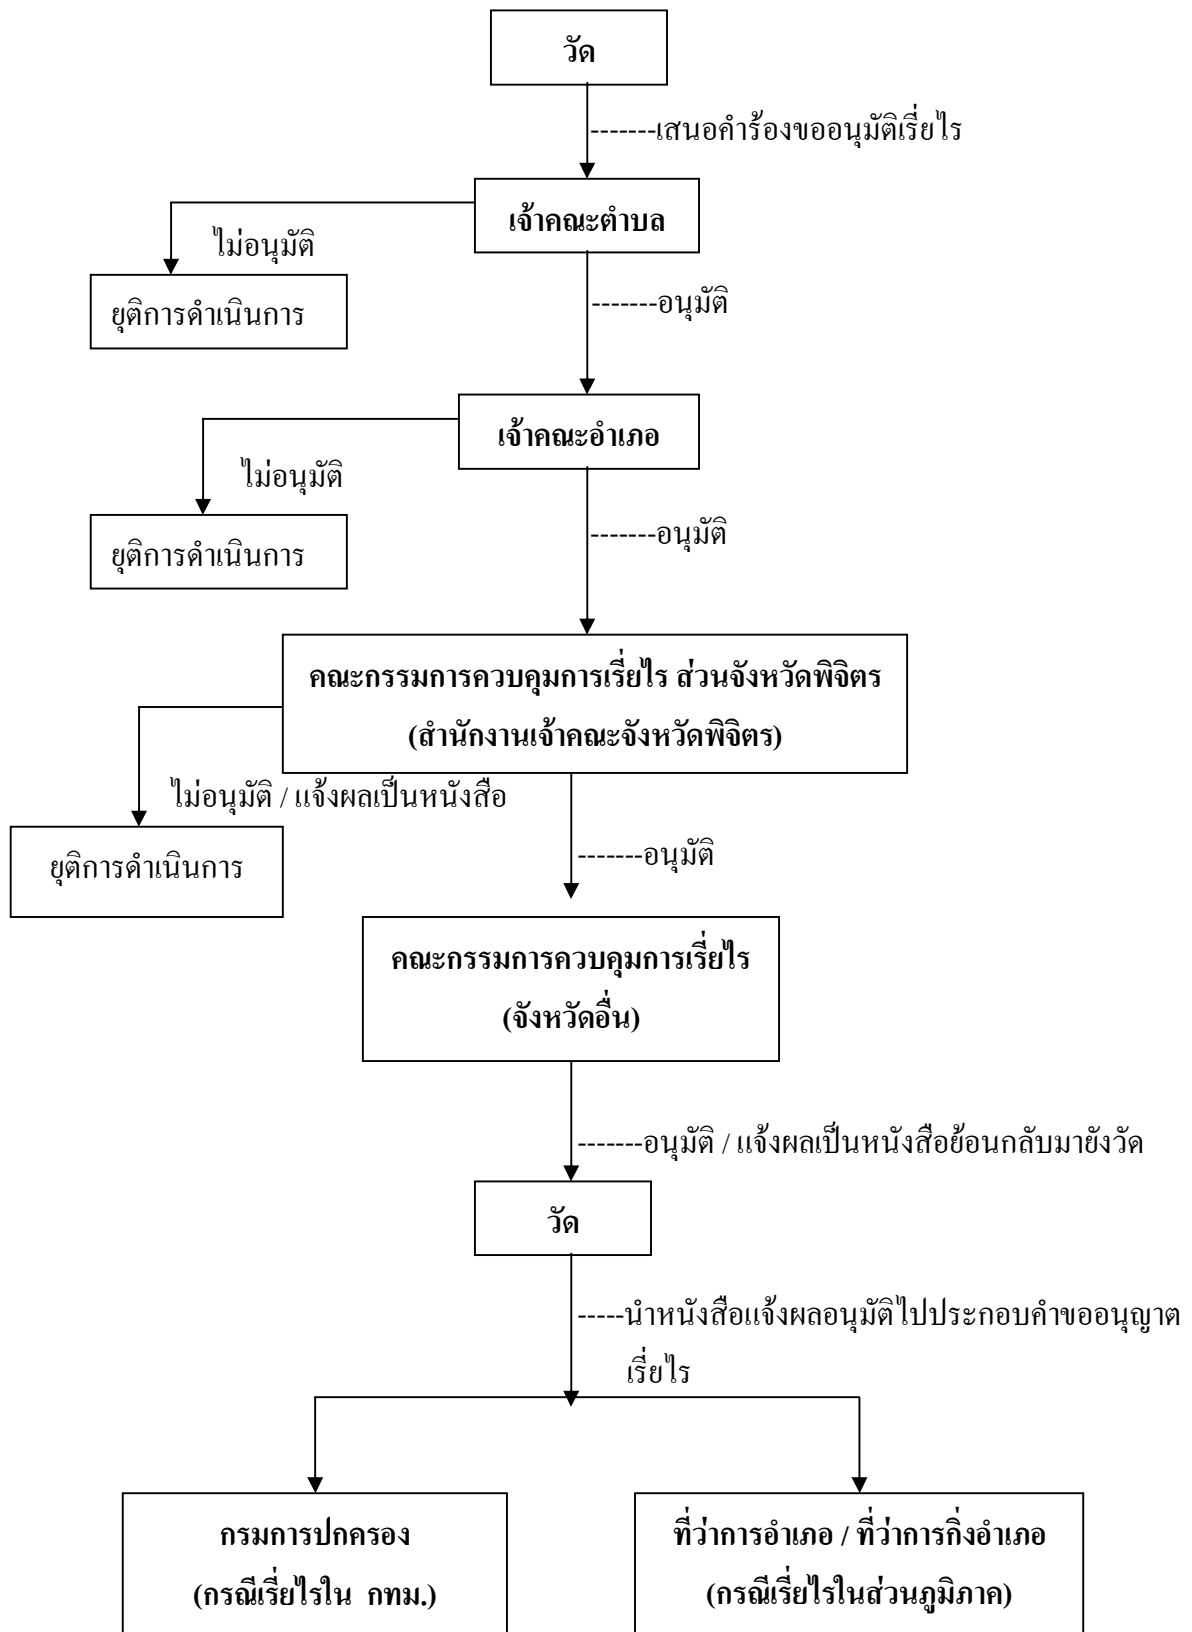 วัด
-------เสนอคำร้องขออนุมัติเรี่ยไร
เจ้าคณะตำบล
ไม่อนุมัติ
ยุติการดำเนินการ
-------อนุมัติ
เจ้าคณะอำเภอ
ไม่อนุมัติ
ยุติการดำเนินการ
-------อนุมัติ
คณะกรรมการควบคุมการเรี่ยไร ส่วนจังหวัดพิจิตร
(สำนักงานเจ้าคณะจังหวัดพิจิตร)
ไม่อนุมัติ / แจ้งผลเป็นหนังสือ
ยุติการดำเนินการ
-------อนุมัติ
คณะกรรมการควบคุมการเรี่ยไร
(จังหวัดอื่น)
-------อนุมัติ / แจ้งผลเป็นหนังสือย้อนกลับมายังวัด
วัด
-----นำหนังสือแจ้งผลอนุมัติไปประกอบคำขออนุญาต
เรี่ยไร
กรมการปกครอง
(กรณีเรี่ยไรใน กทม.)
ที่ว่าการอำเภอ / ที่ว่าการกิ่งอำเภอ
(กรณีเรี่ยไรในส่วนภูมิภาค)